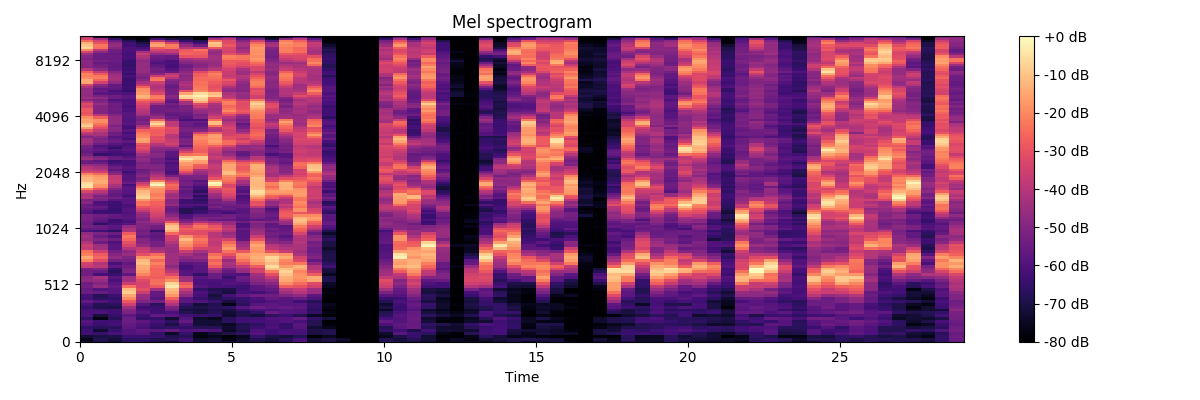 Mel spectrogram
Hz
8192
4096
2048
1024
512
0
0 5 10 15 20 25
Time
+0 dB
-10 dB
-20 dB
-30 dB
-40 dB
-50 dB
-60 dB
-70 dB
-80 dB